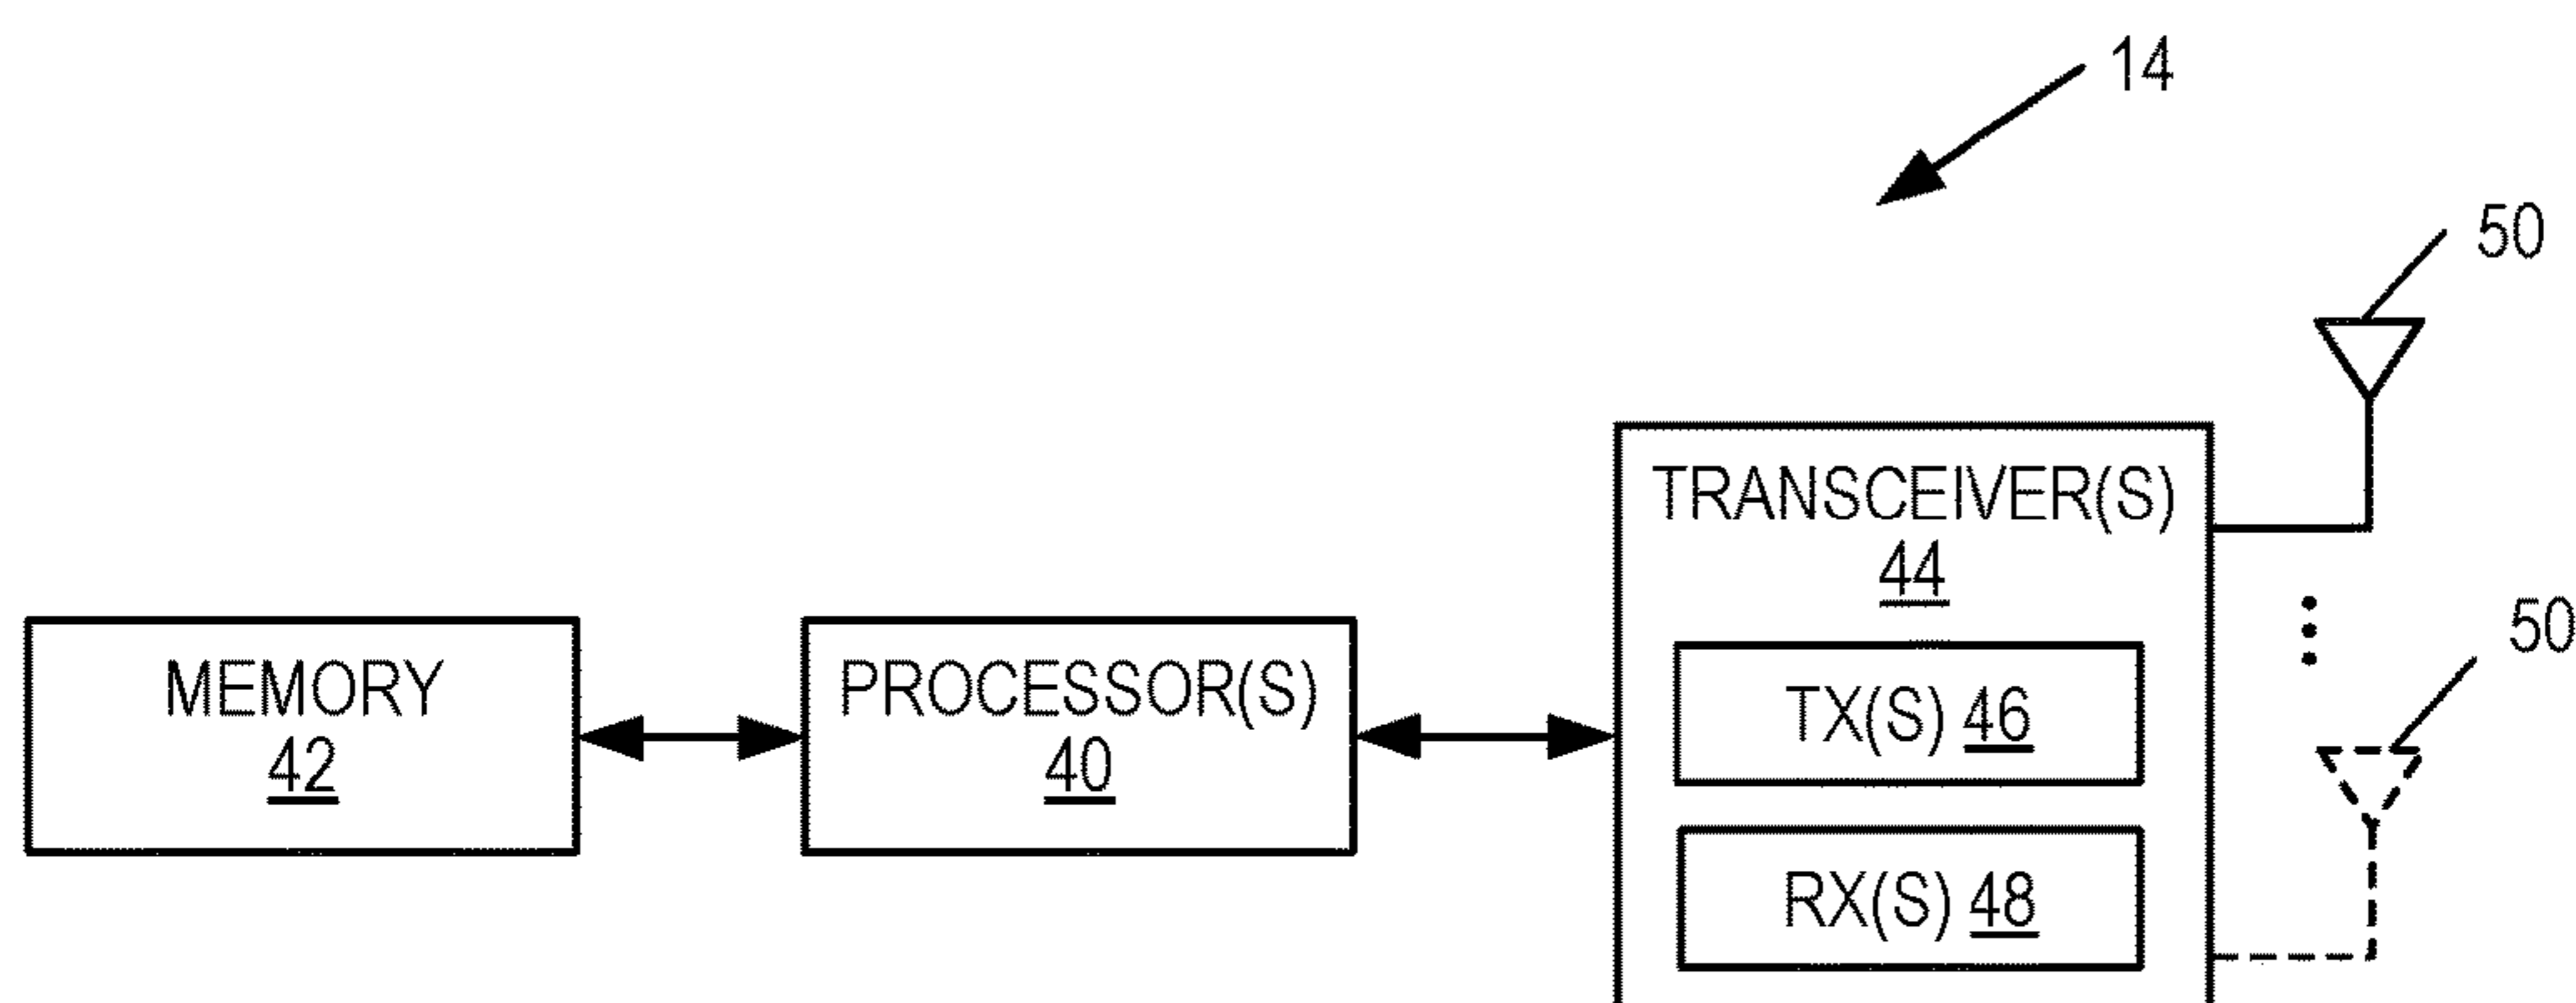 14
50
TRANSCEIVER(S)
44
50
MEMORY
42
PROCESSOR(S)
40
TX(S) 46
RX(S) 48